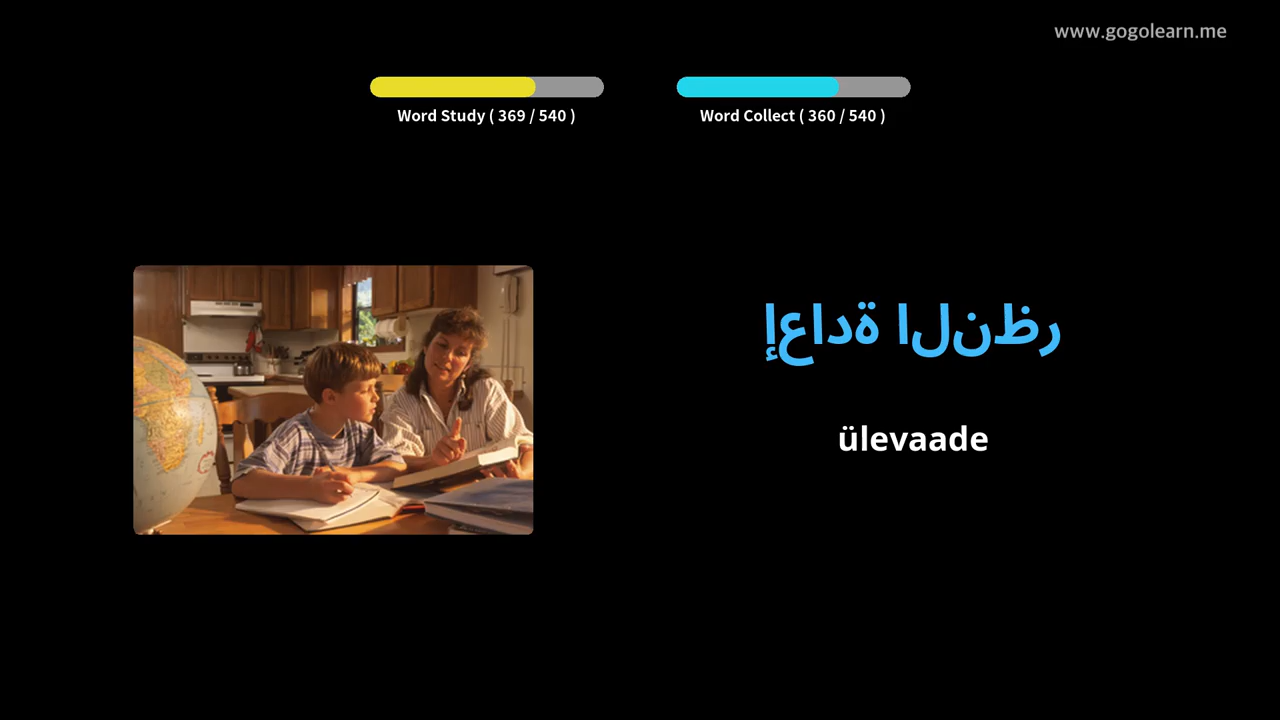 www.gogolearn.me
Word Study ( 369 / 540 )
Word Collect ( 360 / 540 )
إعادة النظر
ülevaade